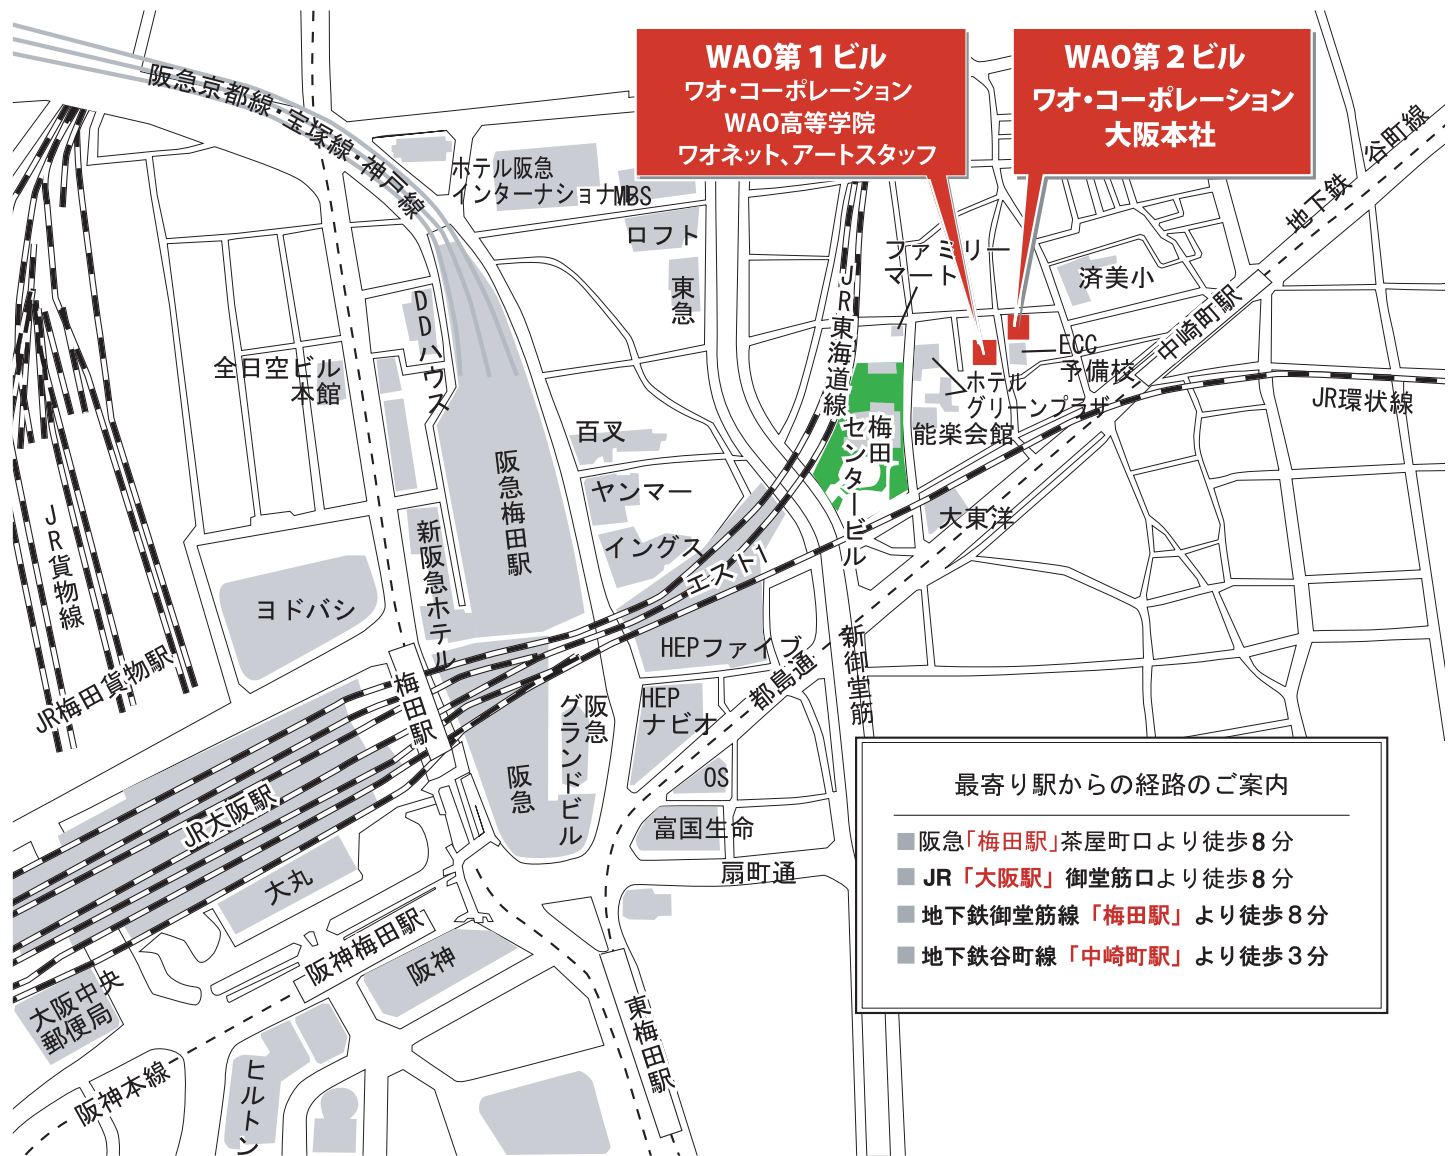 WAO第1ビル
ワオ・コーポレーション
WAO高等学院
ワオネット、アートスタッフ
WAO第2ビル
ワオ・コーポレーション
大阪本社
阪急京都線・宝塚線・神戸線
ホテル阪急
インターナショナル
MBS
ロフト
東急
ファミリー
マート
済美小
地下鉄 谷町線
中崎町駅
JR東海道線
DDハウス
全日空ビル
本館
ECC
予備校
ホテル
グリーンプラザ
JR環状線
梅田
センタービル
能楽会館
大東洋
百又
阪急梅田駅
ヤンマー
イングス
エスト1
新阪急ホテル
JR貨物線
ヨドバシ
JR梅田貨物駅
HEPファイブ
HEP
ナビオ
都島通
新御堂筋
梅田駅
阪急
グランドビル
阪急
OS
富国生命
扇町通
JR大阪駅
大丸
阪神梅田駅
阪神
大阪中央
郵便局
阪神本線
ヒルトン
東梅田駅
最寄り駅からの経路のご案内
阪急「梅田駅」茶屋町口より徒歩8分
JR「大阪駅」御堂筋口より徒歩8分
地下鉄御堂筋線「梅田駅」より徒歩8分
地下鉄谷町線「中崎町駅」より徒歩3分